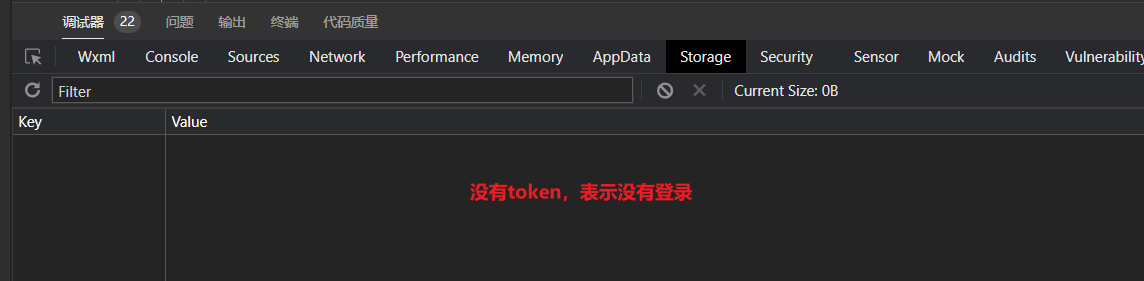 调试器 22 问题 输出 终端 代码质量
Wxml Console Sources Network Performance Memory AppData Storage Security Sensor Mock Audits Vulnerability
Filter Current Size: 0B
Key Value
没有token，表示没有登录